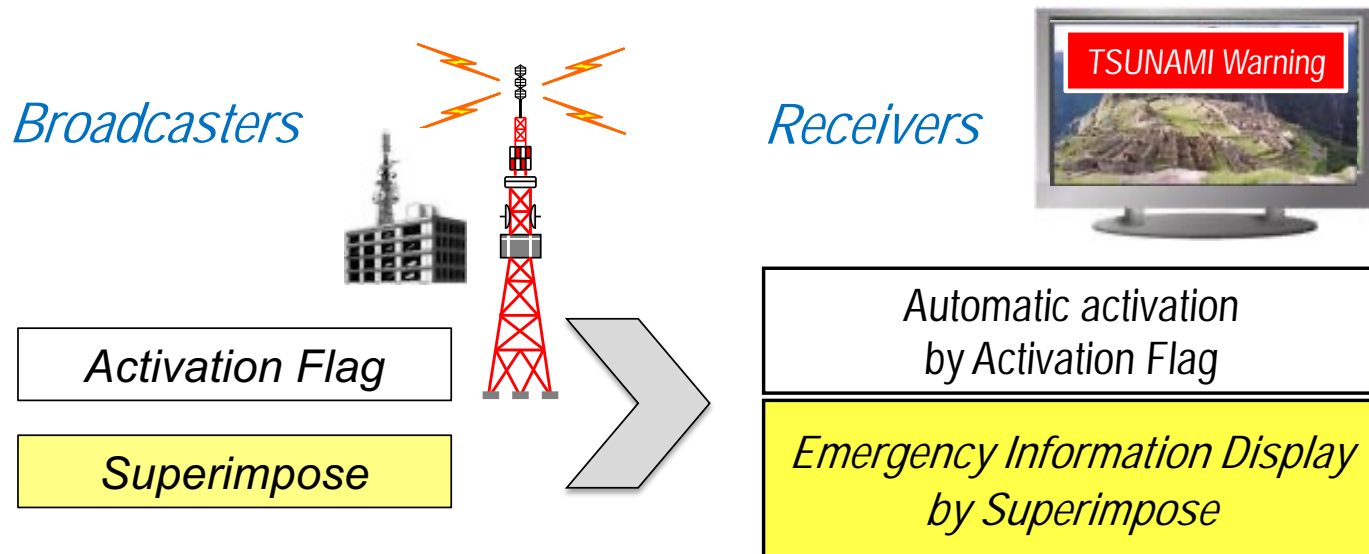 Broadcasters
Activation Flag
Superimpose
Receivers
TSUNAMI Warning
Automatic activation
by Activation Flag
Emergency Information Display
by Superimpose